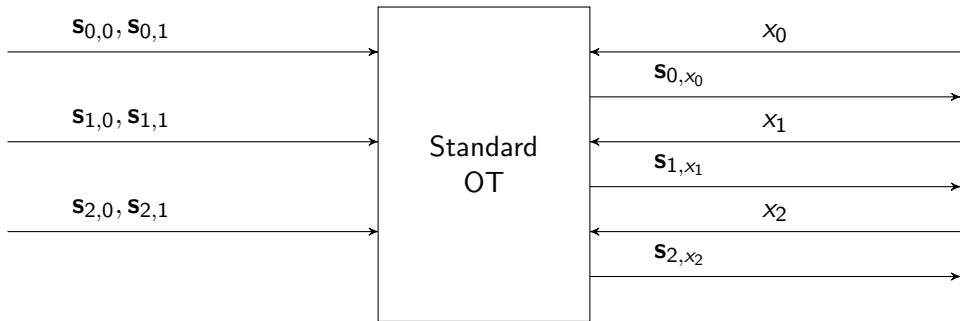 𝐬₀,₀, 𝐬₀,₁
x₀
𝐬₀,ₓ₀
𝐬₁,₀, 𝐬₁,₁
x₁
𝐬₁,ₓ₁
Standard
OT
𝐬₂,₀, 𝐬₂,₁
x₂
𝐬₂,ₓ₂